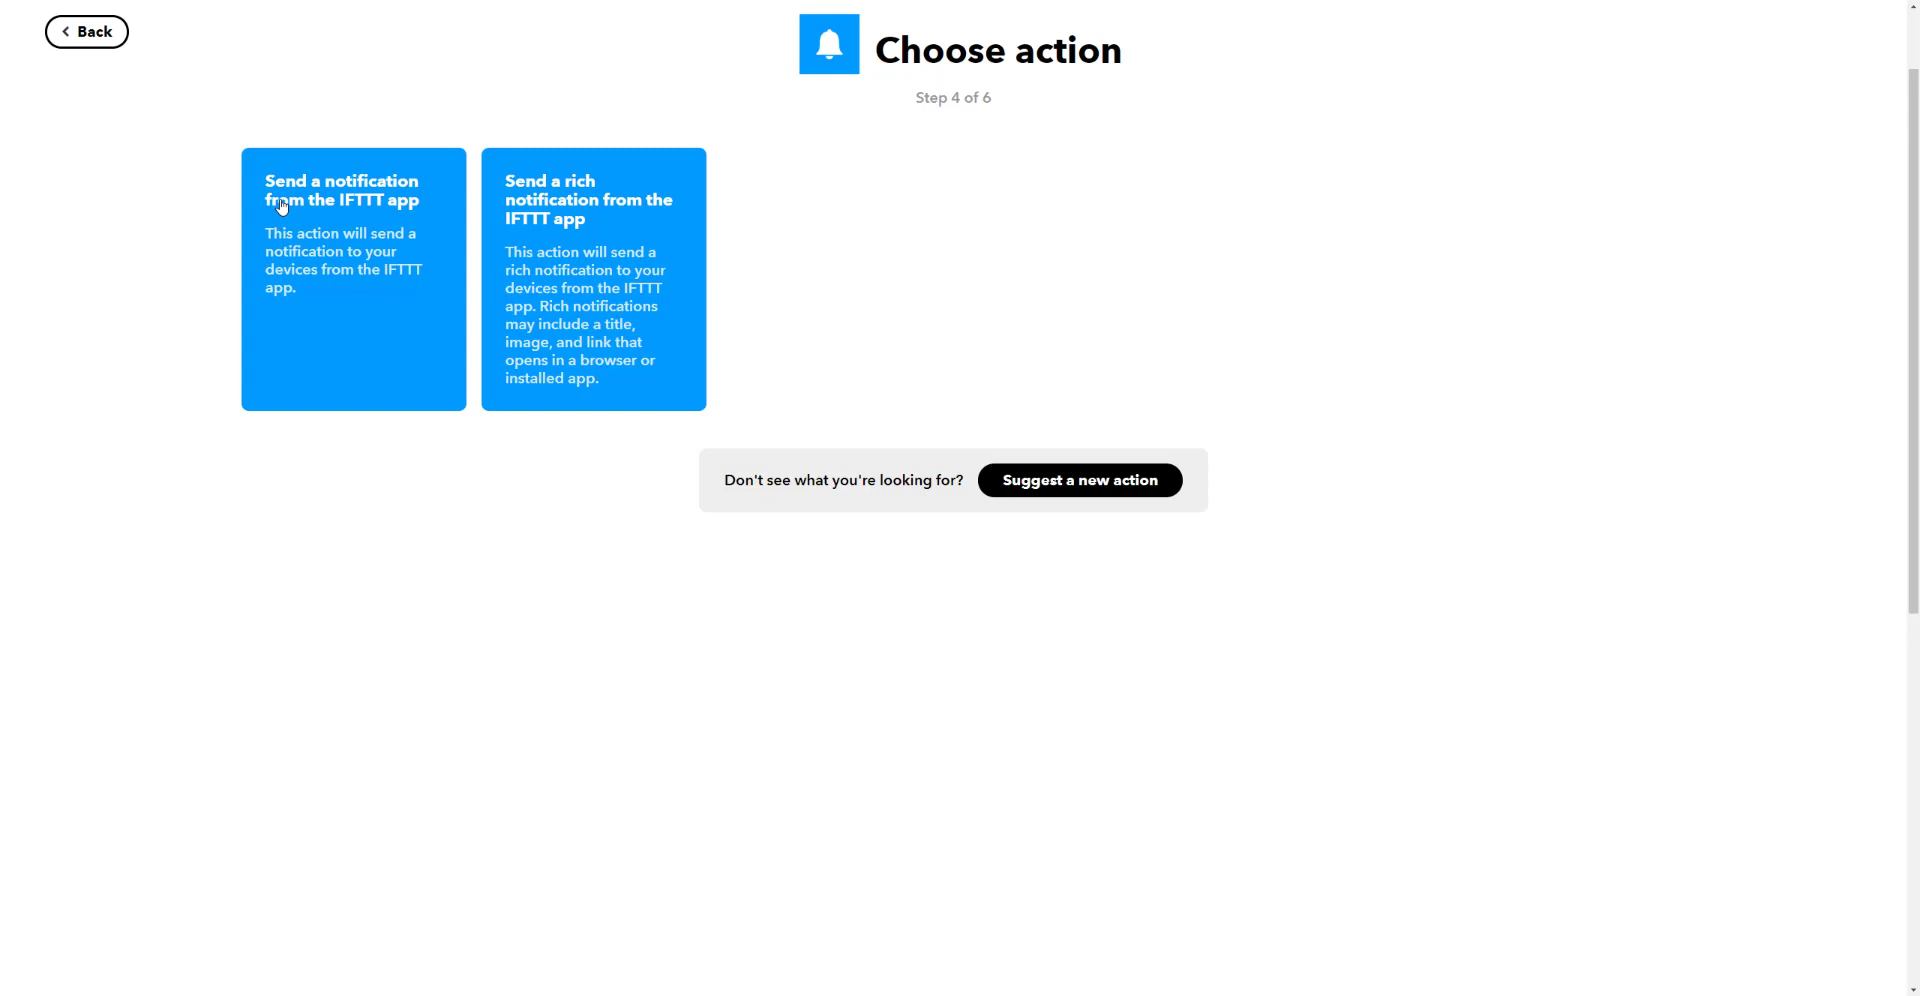 Back
Choose action
Step 4 of 6
Send a notification
from the IFTTT app
This action will send a
notification to your
devices from the IFTTT
app.
Send a rich
notification from the
IFTTT app
This action will send a
rich notification to your
devices from the IFTTT
app. Rich notifications
may include a title,
image, and link that
opens in a browser or
installed app.
Don't see what you're looking for?
Suggest a new action